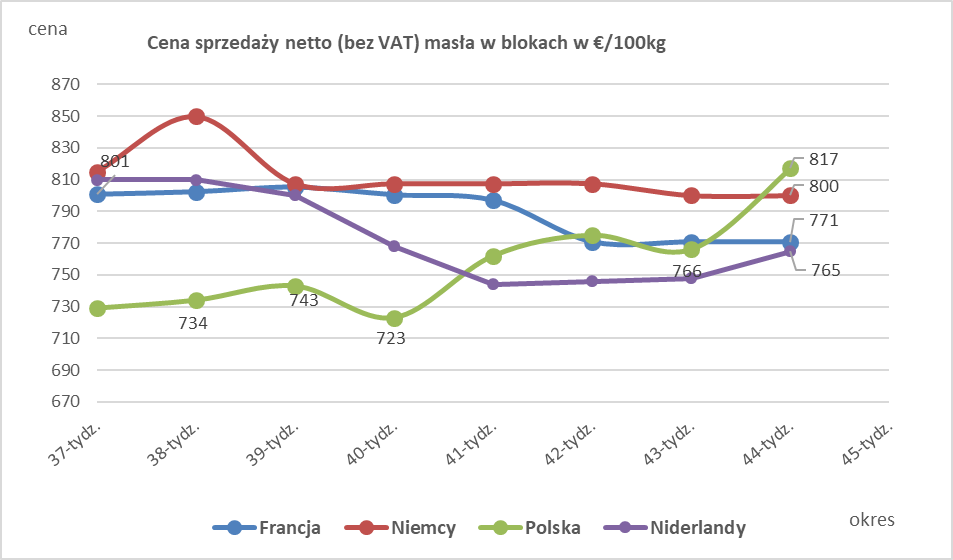 cena
Cena sprzedaży netto (bez VAT) masła w blokach w €/100kg
870
850
830
810
790
770
750
730
710
690
670
801
734
743
723
766
817
800
771
765
37-tydz.
38-tydz.
39-tydz.
40-tydz.
41-tydz.
42-tydz.
43-tydz.
44-tydz.
45-tydz.
okres
Francja Niemcy Polska Niderlandy